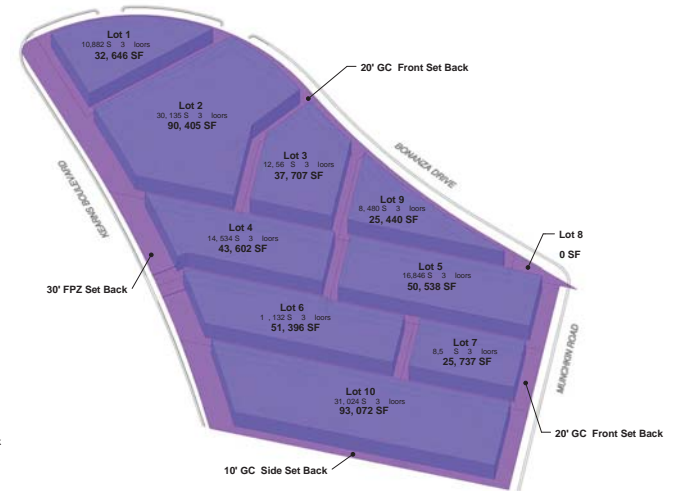 Lot 1
10,882 S 3 loors
32, 646 SF
20' GC Front Set Back
Lot 2
30, 135 S 3 loors
90, 405 SF
BONANZA DRIVE
Lot 3
12, 56 S 3 loors
37, 707 SF
KEARNS BOULEVARD
Lot 9
8, 480 S 3 loors
25, 440 SF
Lot 4
14, 534 S 3 loors
43, 602 SF
Lot 8
0 SF
Lot 5
16,846 S 3 loors
50, 538 SF
30' FPZ Set Back
Lot 6
1 , 132 S 3 loors
51, 396 SF
Lot 7
8,5 S 3 loors
25, 737 SF
MUNCHKIN ROAD
Lot 10
31, 024 S 3 loors
93, 072 SF
20' GC Front Set Back
10' GC Side Set Back